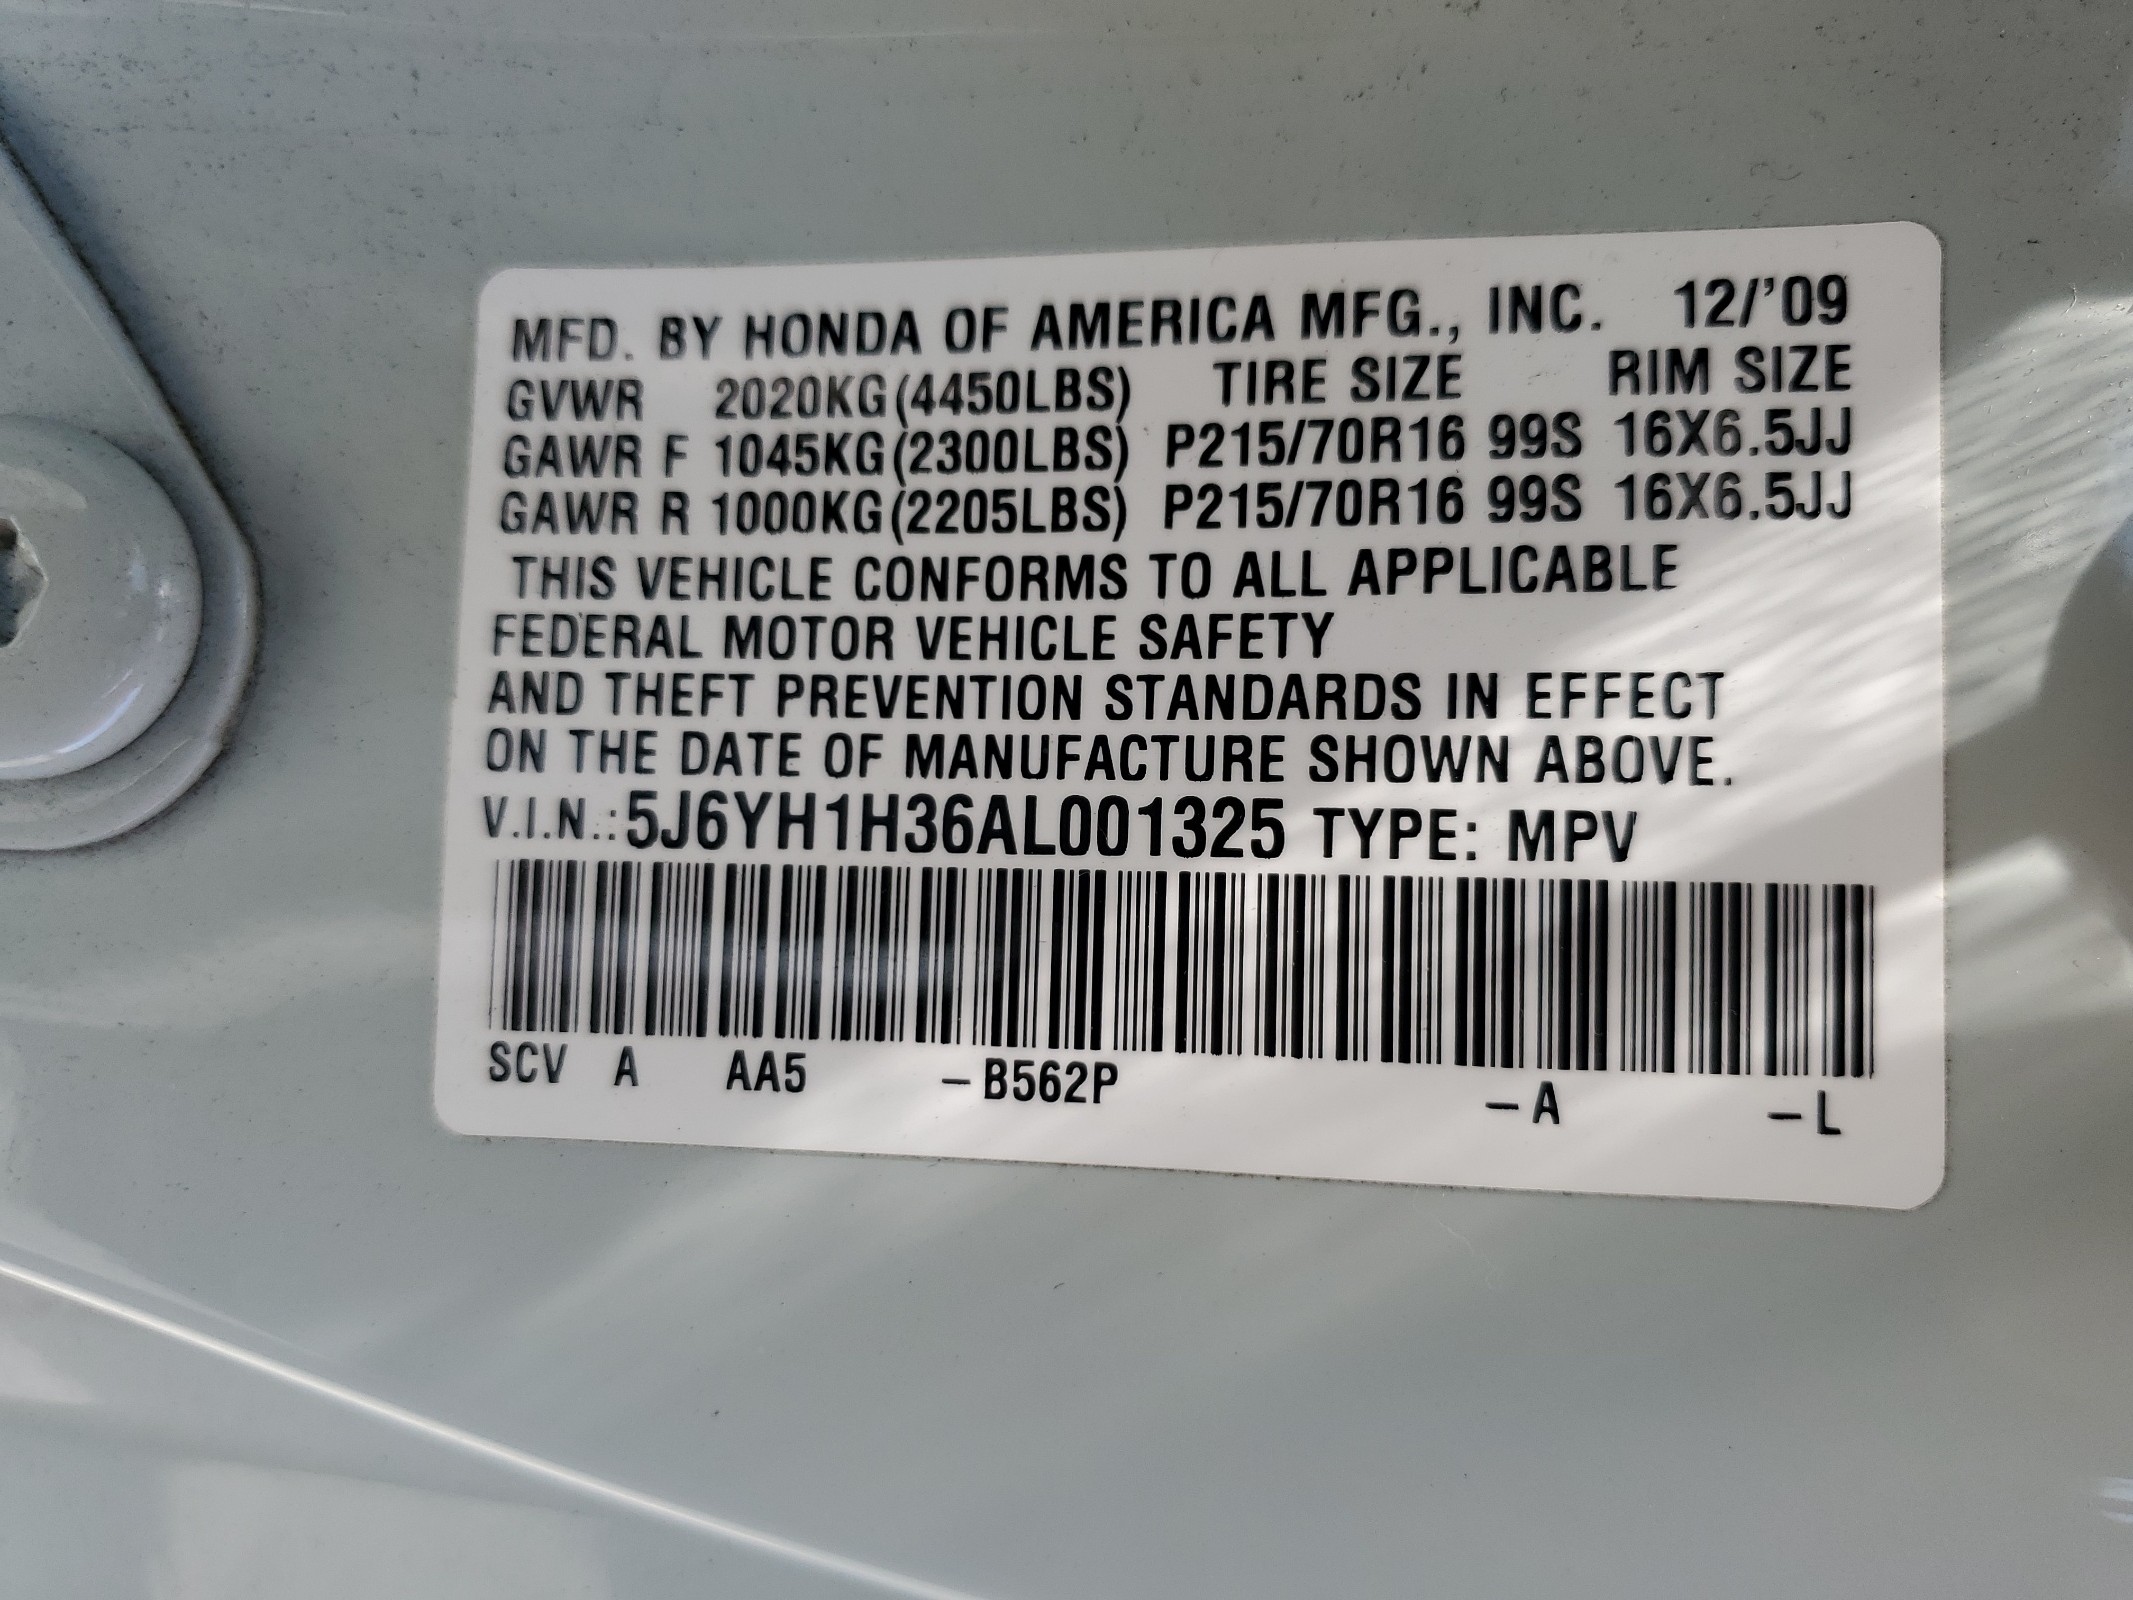 MFD. BY HONDA OF AMERICA MFG., INC. 12/'09
GVWR 2020KG(4450LBS) TIRE SIZE RIM SIZE
GAWR F 1045KG(2300LBS) P215/70R16 99S 16X6.5JJ
GAWR R 1000KG(2205LBS) P215/70R16 99S 16X6.5JJ
THIS VEHICLE CONFORMS TO ALL APPLICABLE
FEDERAL MOTOR VEHICLE SAFETY
AND THEFT PREVENTION STANDARDS IN EFFECT
ON THE DATE OF MANUFACTURE SHOWN ABOVE.
V.I.N.:5J6YH1H36AL001325 TYPE: MPV
SCV A AA5 –B562P –A –L